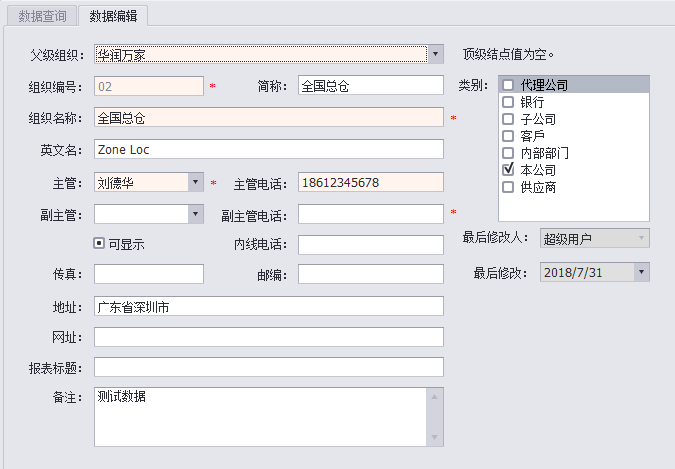 数据查询 数据编辑
父级组织： 华润万家 顶级结点值为空。
组织编号： 02 * 简称： 全国总仓 类别： 代理公司
银行
组织名称： 全国总仓 * 子公司
客戶
英文名： Zone Loc 内部部门
本公司
主管： 刘德华 * 主管电话： 18612345678 供应商
副主管： 副主管电话： *
可显示 内线电话： 最后修改人： 超级用户
传真： 邮编： 最后修改： 2018/7/31
地址： 广东省深圳市
网址：
报表标题：
备注： 测试数据